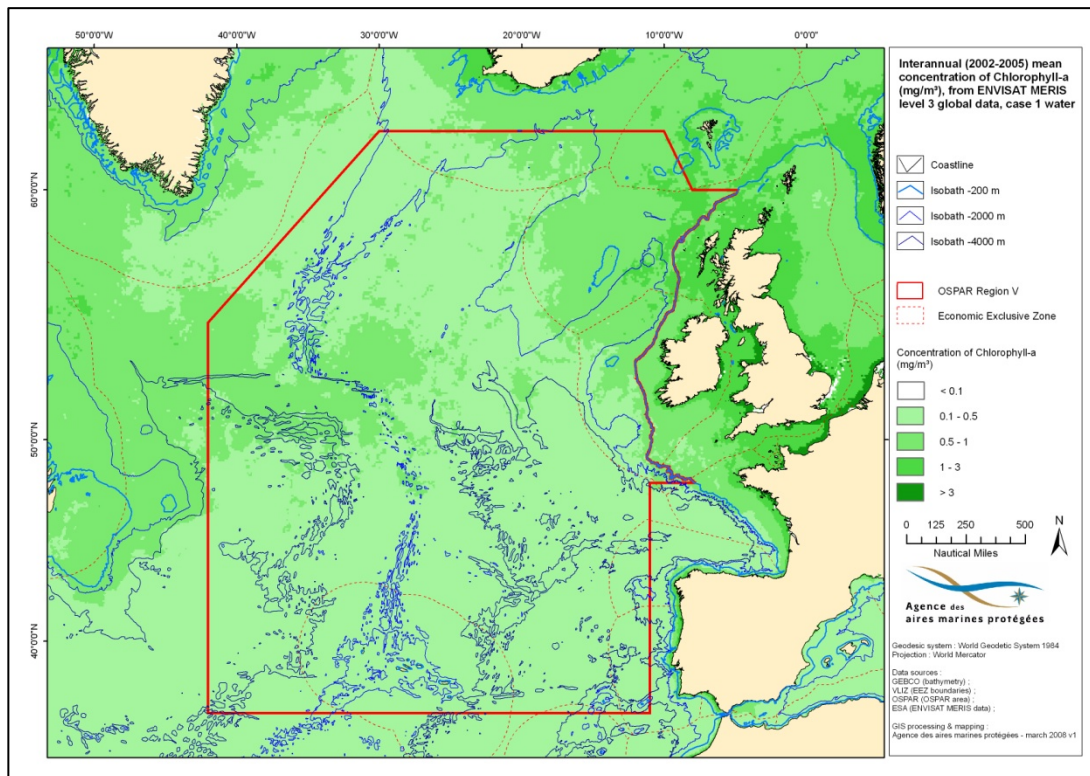 50°0'0"W 40°0'0"W 30°0'0"W 20°0'0"W 10°0'0"W 0°0'0"
60°0'0"N
50°0'0"N
40°0'0"N
Interannual (2002-2005) mean
concentration of Chlorophyll-a
(mg/m³), from ENVISAT MERIS
level 3 global data, case 1 water
Coastline
Isobath -200 m
Isobath -2000 m
Isobath -4000 m
OSPAR Region V
Economic Exclusive Zone
Concentration of Chlorophyll-a
(mg/m³)
< 0.1
0.1 - 0.5
0.5 - 1
1 - 3
> 3
0 125 250 500
Nautical Miles
N
Agence des
aires marines protégées
Geodesic system : World Geodetic System 1984
Projection : World Mercator
Data sources :
GEBCO (bathymetry) ;
VLIZ (EEZ boundaries) ;
OSPAR (OSPAR area) ;
ESA (ENVISAT MERIS data) ;
GIS processing & mapping :
Agence des aires marines protégées - march 2008 v1